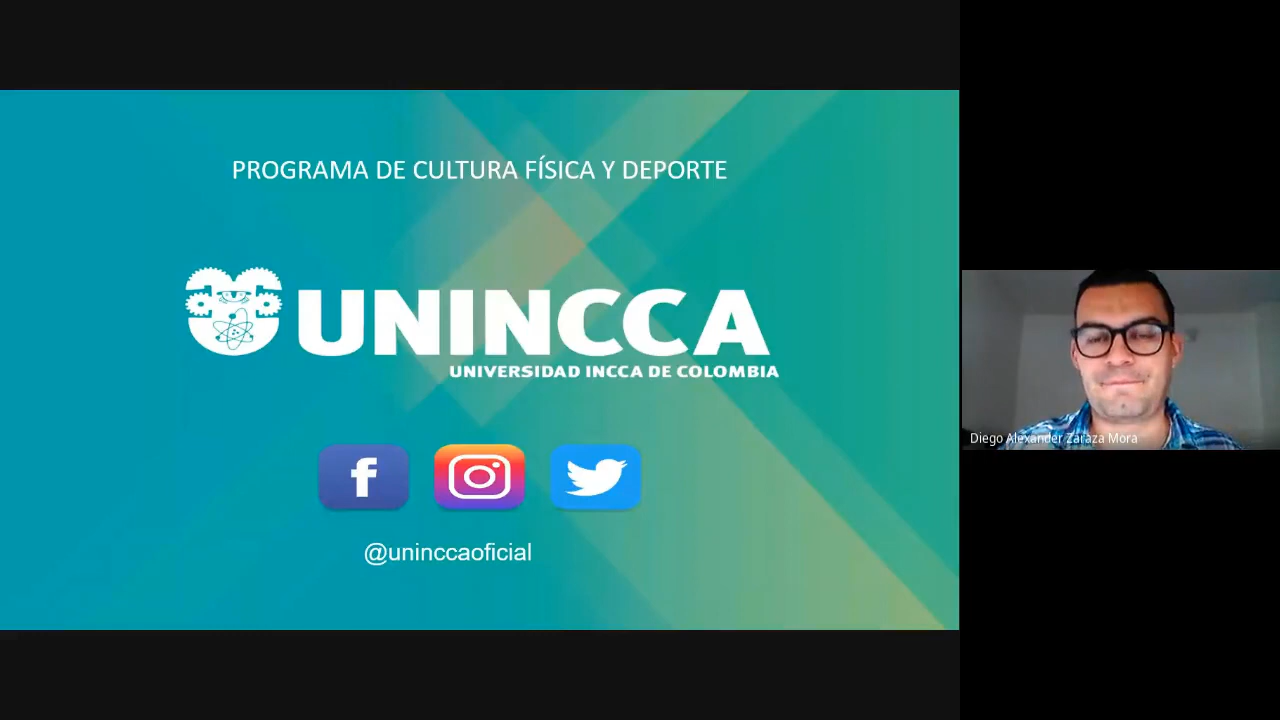 PROGRAMA DE CULTURA FÍSICA Y DEPORTE
UNINCCA
UNIVERSIDAD INCCA DE COLOMBIA
@uninccaoficial
Diego Alexander Zaraza Mora